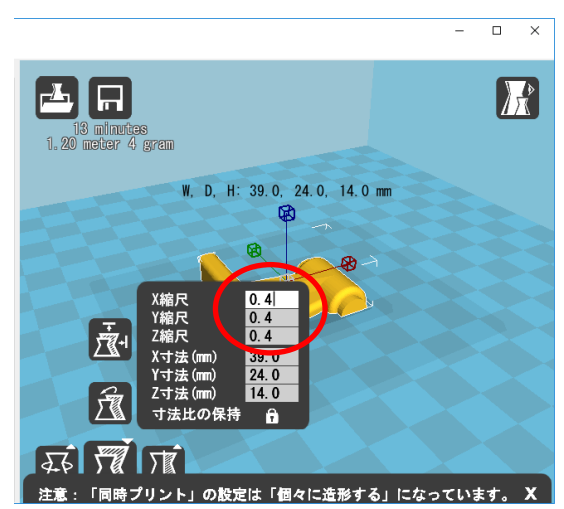 13 minutes
1.20 meter 4 gram
W, D, H: 39.0, 24.0, 14.0 mm
X縮尺 0.4
Y縮尺 0.4
Z縮尺 0.4
X寸法(mm) 39.0
Y寸法(mm) 24.0
Z寸法(mm) 14.0
寸法比の保持
注意：「同時プリント」の設定は「個々に造形する」になっています。 X